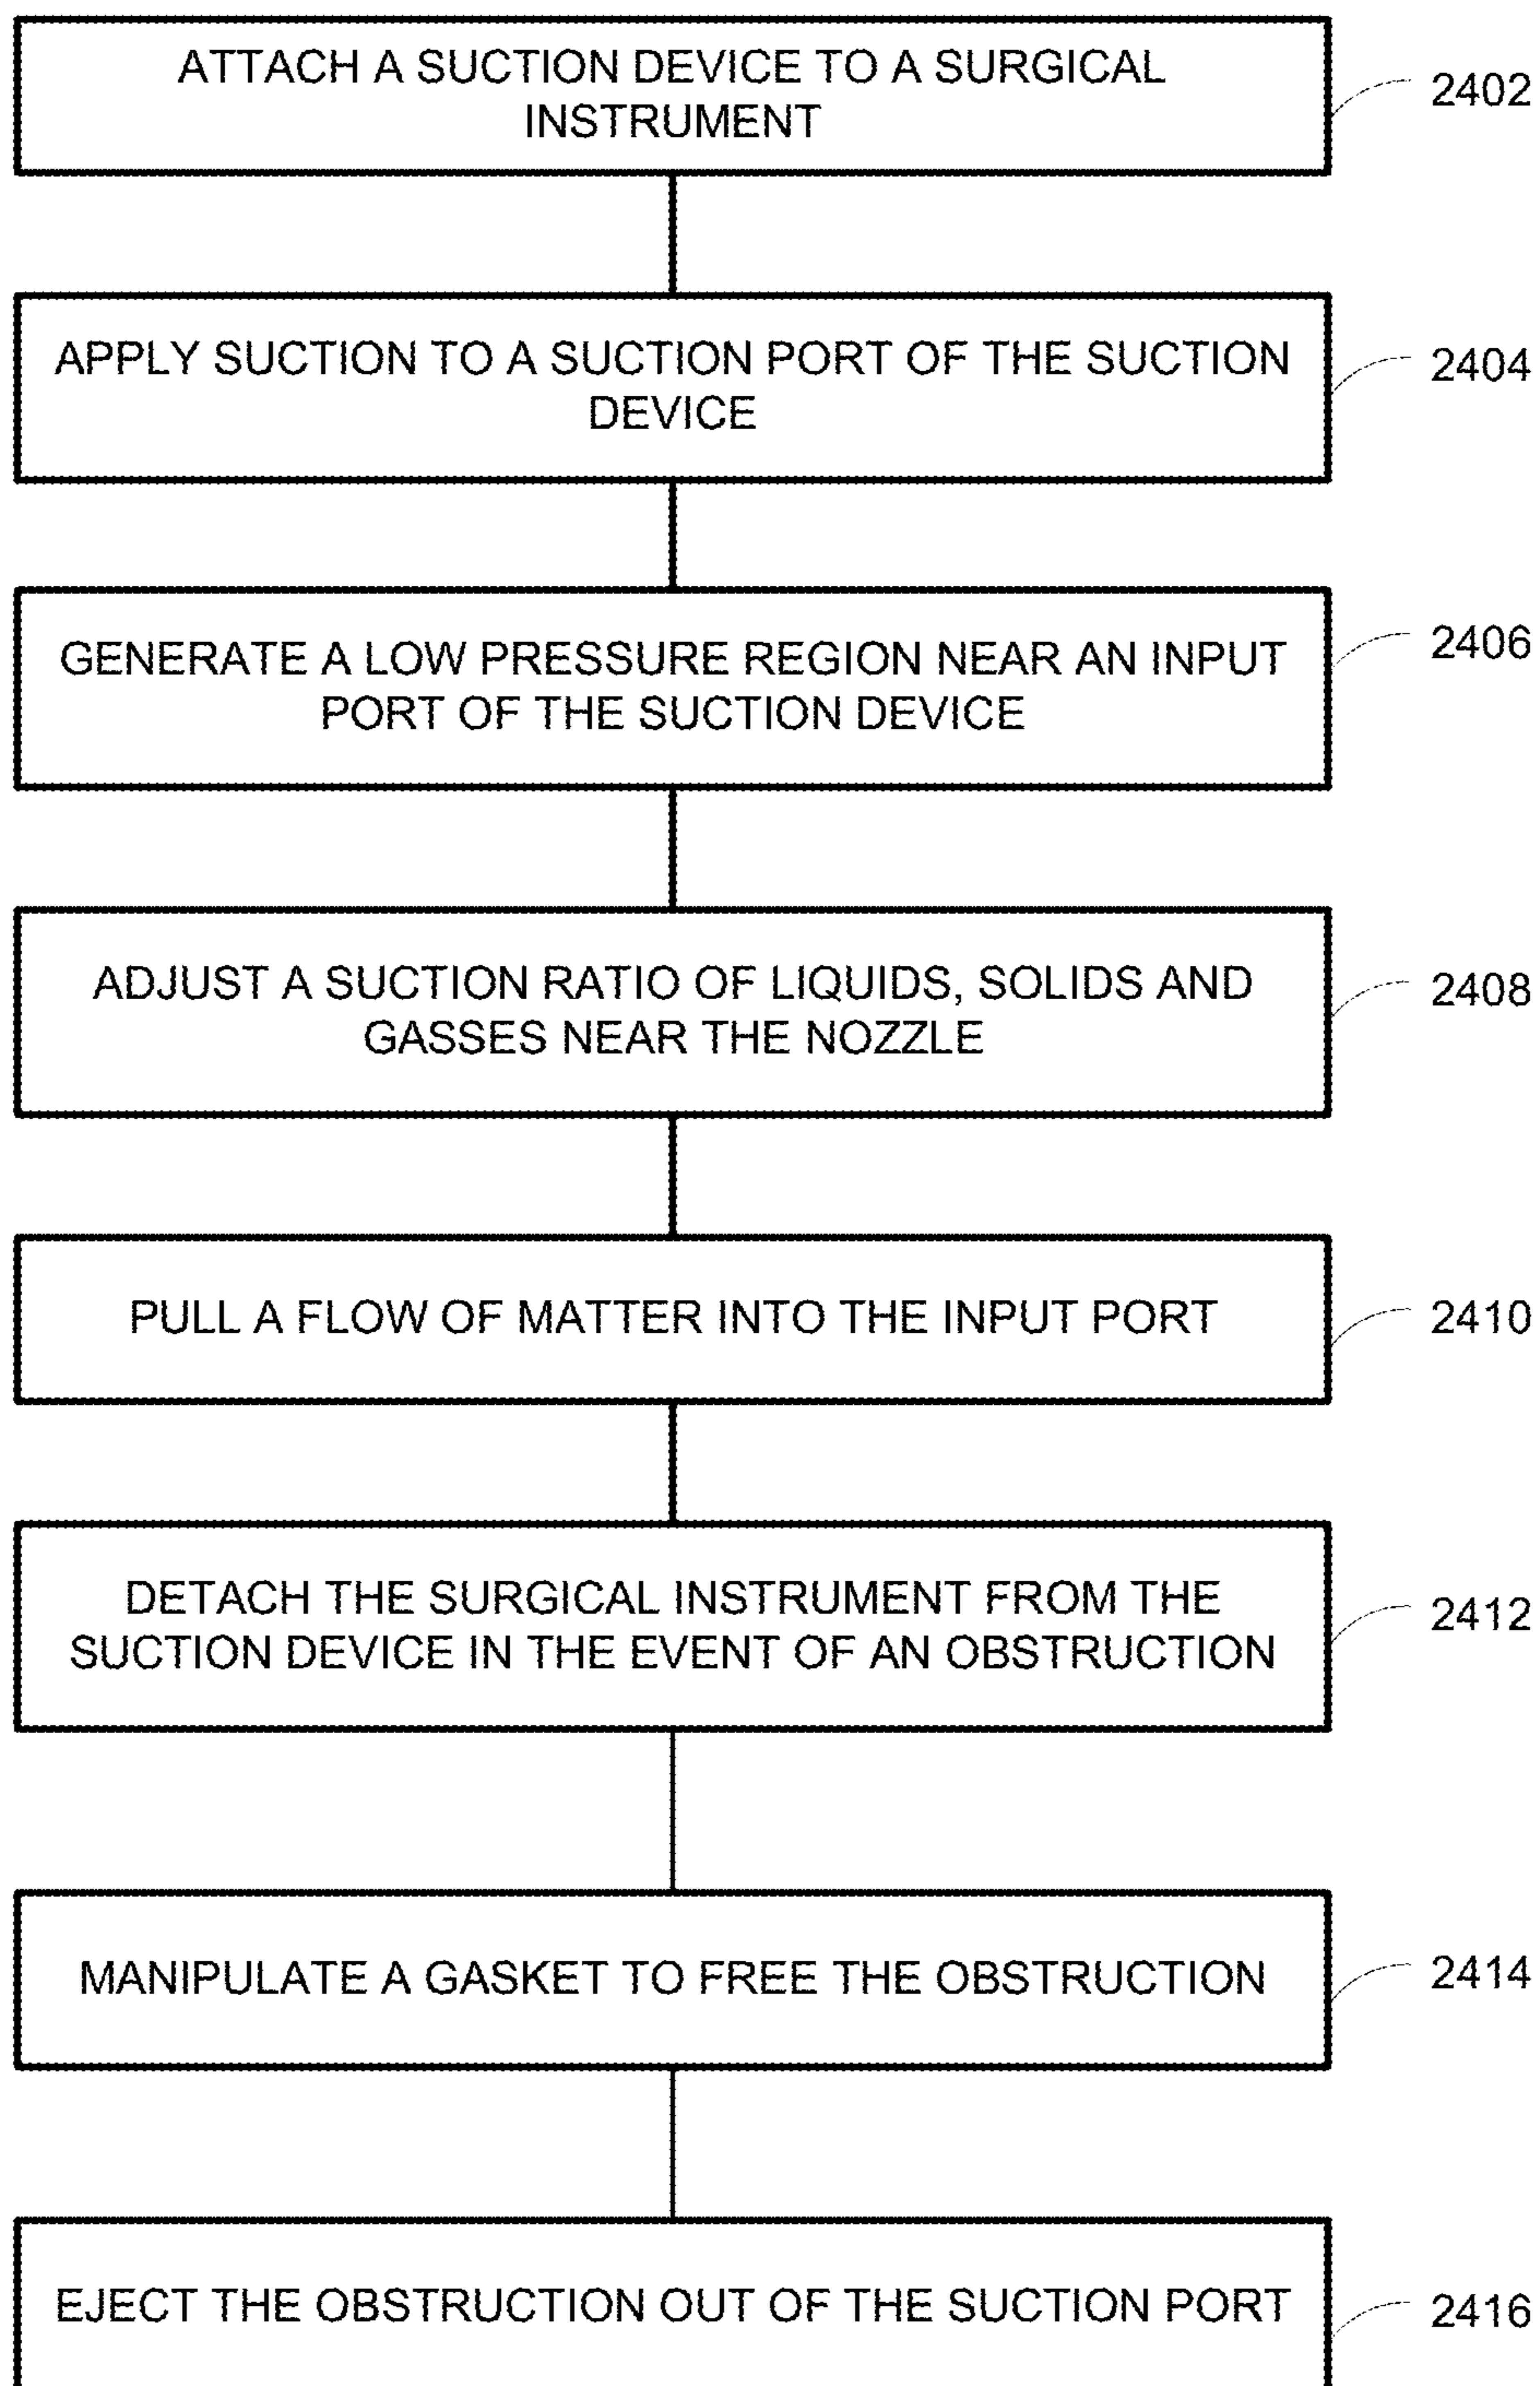 ATTACH A SUCTION DEVICE TO A SURGICAL
INSTRUMENT
2402
APPLY SUCTION TO A SUCTION PORT OF THE SUCTION
DEVICE
2404
GENERATE A LOW PRESSURE REGION NEAR AN INPUT
PORT OF THE SUCTION DEVICE
2406
ADJUST A SUCTION RATIO OF LIQUIDS, SOLIDS AND
GASSES NEAR THE NOZZLE
2408
PULL A FLOW OF MATTER INTO THE INPUT PORT
2410
DETACH THE SURGICAL INSTRUMENT FROM THE
SUCTION DEVICE IN THE EVENT OF AN OBSTRUCTION
2412
MANIPULATE A GASKET TO FREE THE OBSTRUCTION
2414
EJECT THE OBSTRUCTION OUT OF THE SUCTION PORT
2416